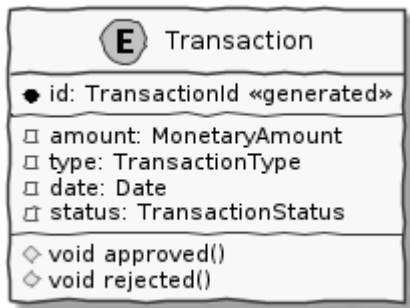 E Transaction
id: TransactionId «generated»
amount: MonetaryAmount
type: TransactionType
date: Date
status: TransactionStatus
void approved()
void rejected()